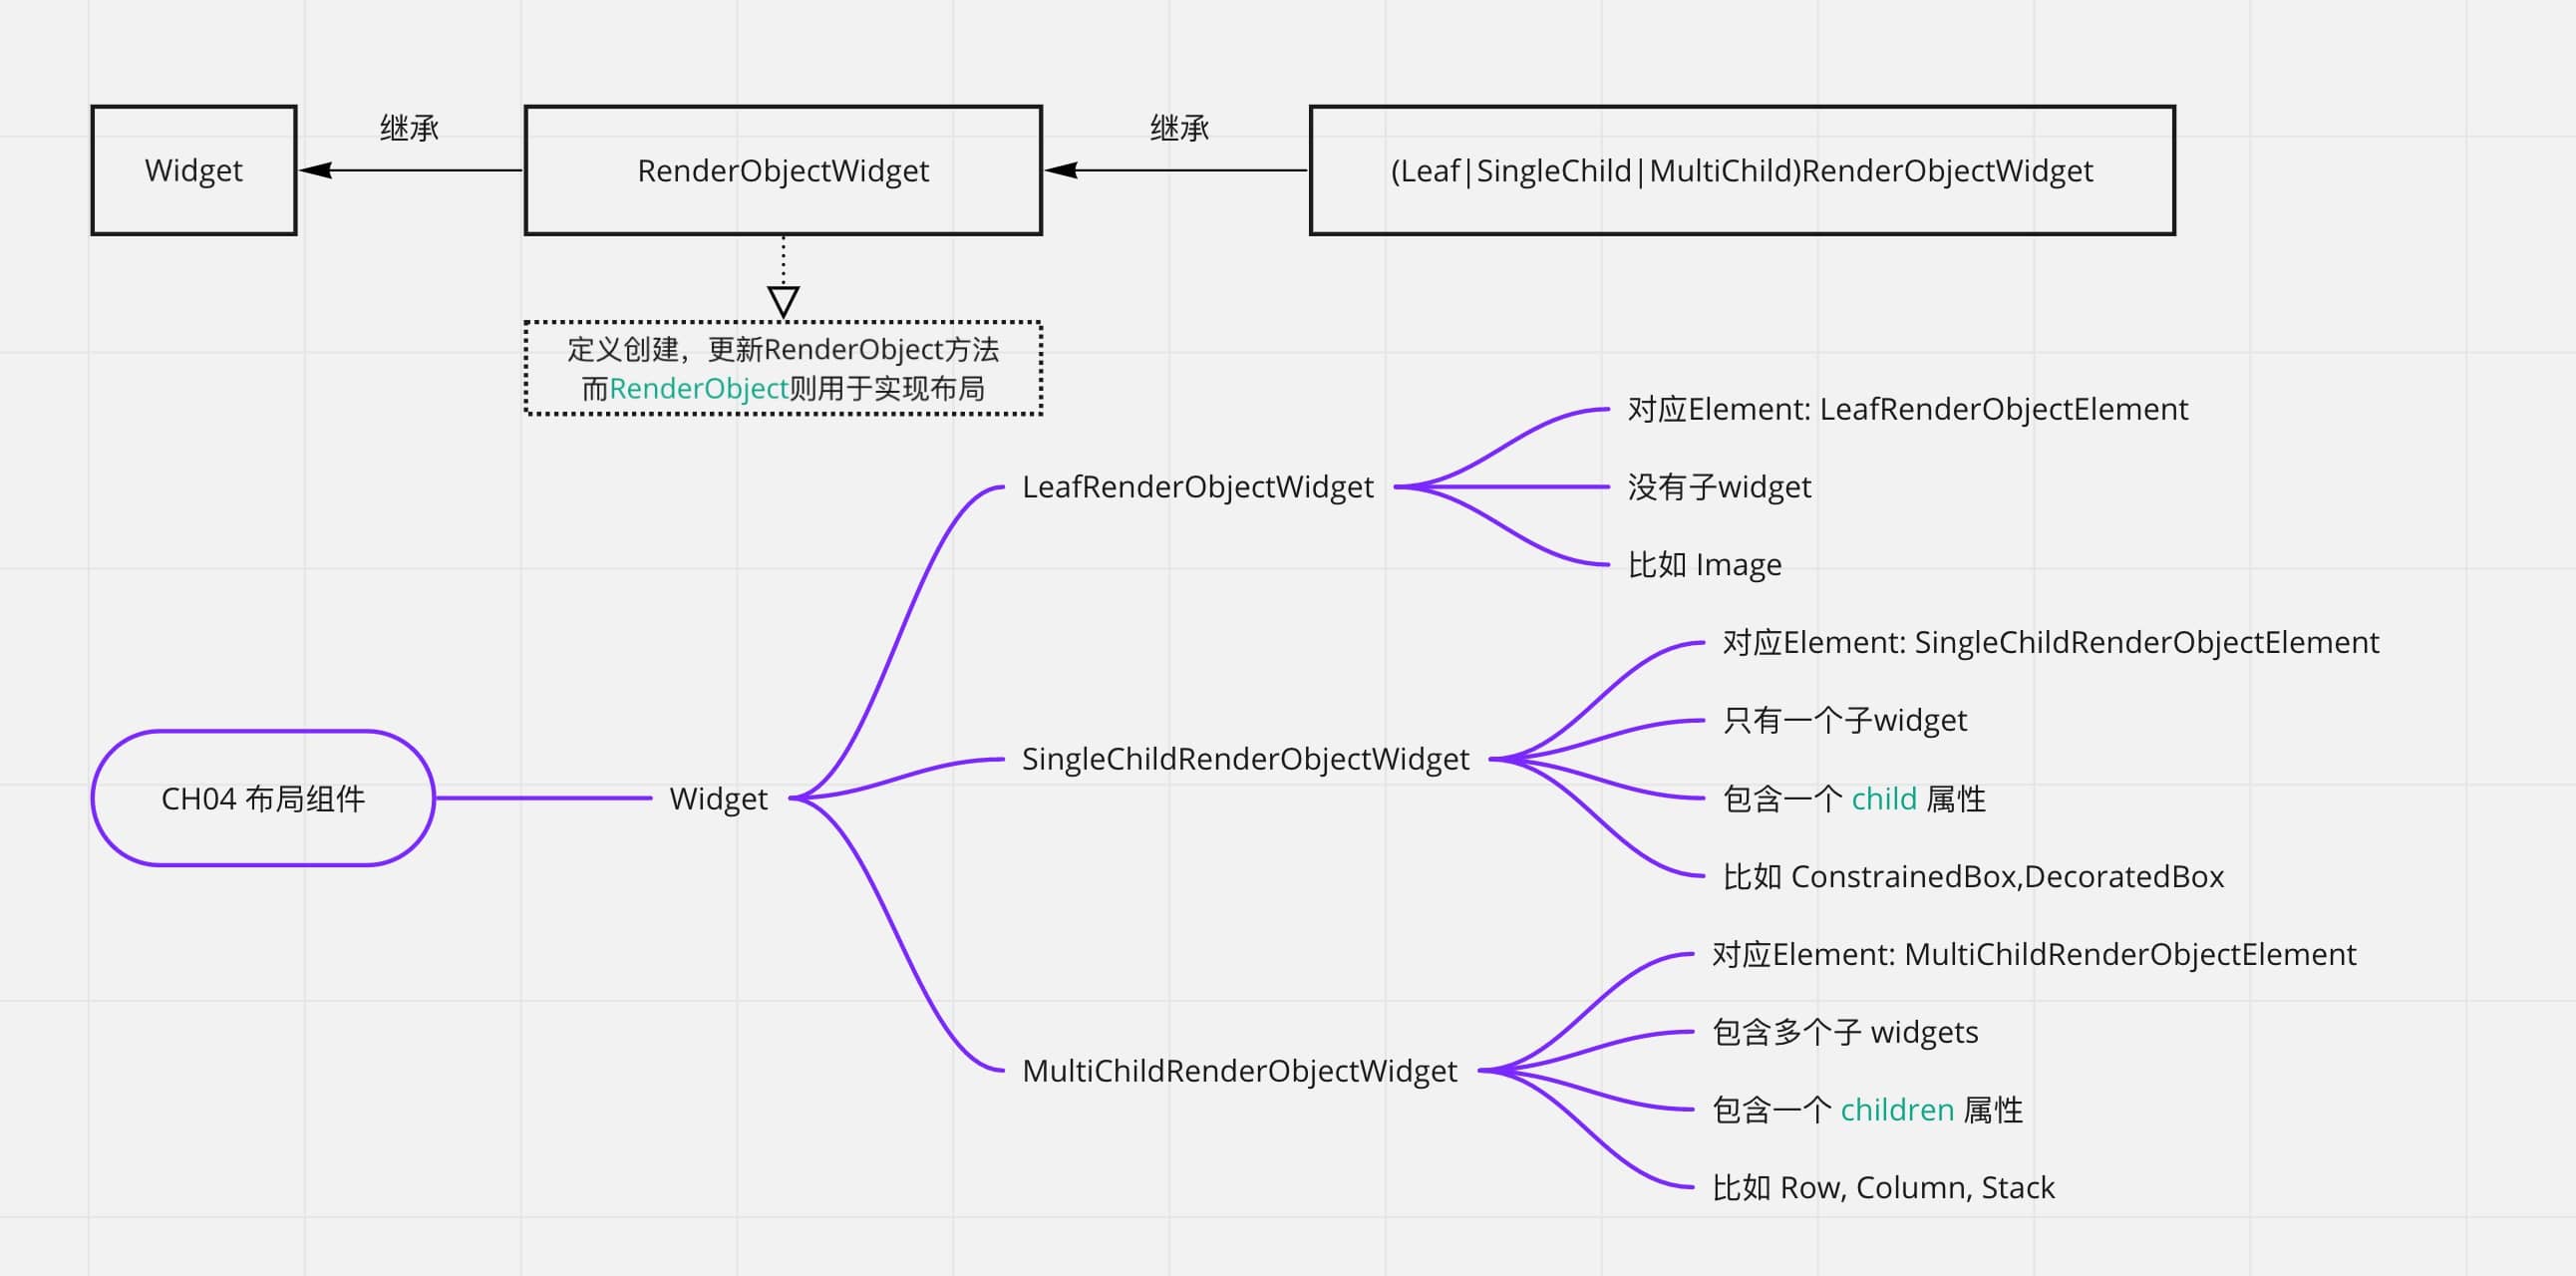 继承
继承
Widget
RenderObjectWidget
(Leaf|SingleChild|MultiChild)RenderObjectWidget
定义创建，更新RenderObject方法
而RenderObject则用于实现布局
对应Element: LeafRenderObjectElement
LeafRenderObjectWidget
没有子widget
比如 Image
对应Element: SingleChildRenderObjectElement
只有一个子widget
SingleChildRenderObjectWidget
CH04 布局组件
Widget
包含一个 child 属性
比如 ConstrainedBox,DecoratedBox
对应Element: MultiChildRenderObjectElement
包含多个子 widgets
MultiChildRenderObjectWidget
包含一个 children 属性
比如 Row, Column, Stack